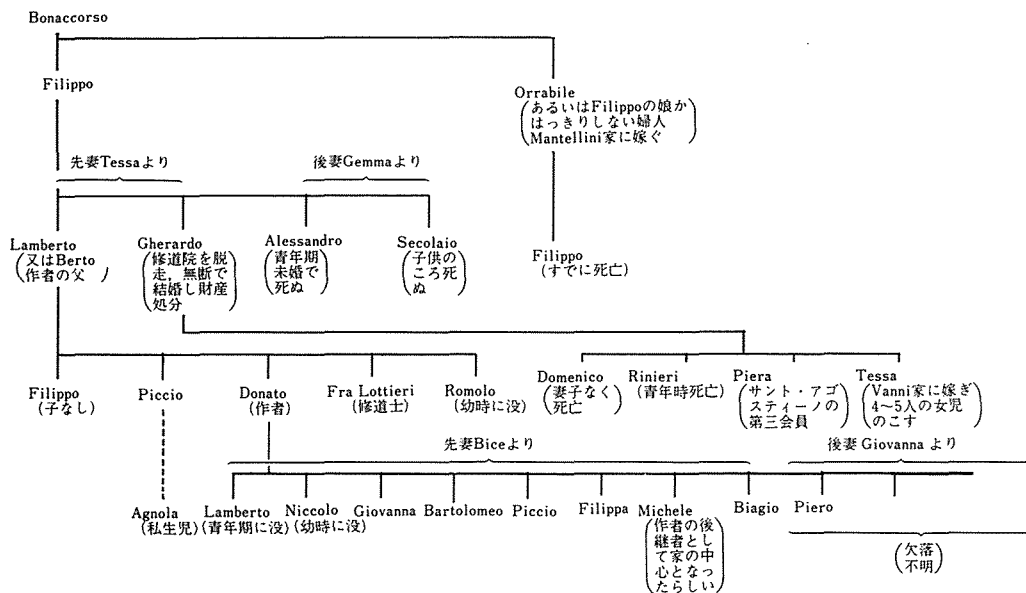 Bonaccorso
Filippo
Orrabile
(あるいはFilippoの娘か
はっきりしない婦人
Mantellini家に嫁ぐ)
先妻Tessaより
後妻Gemmaより
Lamberto
(又はBerto
作者の父)
Gherardo
(修道院を脱
走，無断で
結婚し財産
処分)
Alessandro
(青年期
未婚で
死ぬ)
Secolaio
(子供の
ころ死
ぬ)
Filippo
(すでに死亡)
Filippo
(子なし)
Piccio
Donato
(作者)
Fra Lottieri
(修道士)
Romolo
(幼時に没)
Domenico
(妻子なく
死亡)
Rinieri
(青年時死亡)
Piera
(サント・アゴ
スティーノの
第三会員)
Tessa
(Vanni家に嫁ぎ
4〜5人の女児
のこす)
先妻Biceより
後妻 Giovanna より
Agnola
(私生児)
Lamberto
(青年期に没)
Niccolo
(幼時に没)
Giovanna
Bartolomeo
Piccio
Filippa
Michele
(作者の後
継者とし
て家の中
心となっ
たらしい)
Biagio
Piero
(欠落
不明)